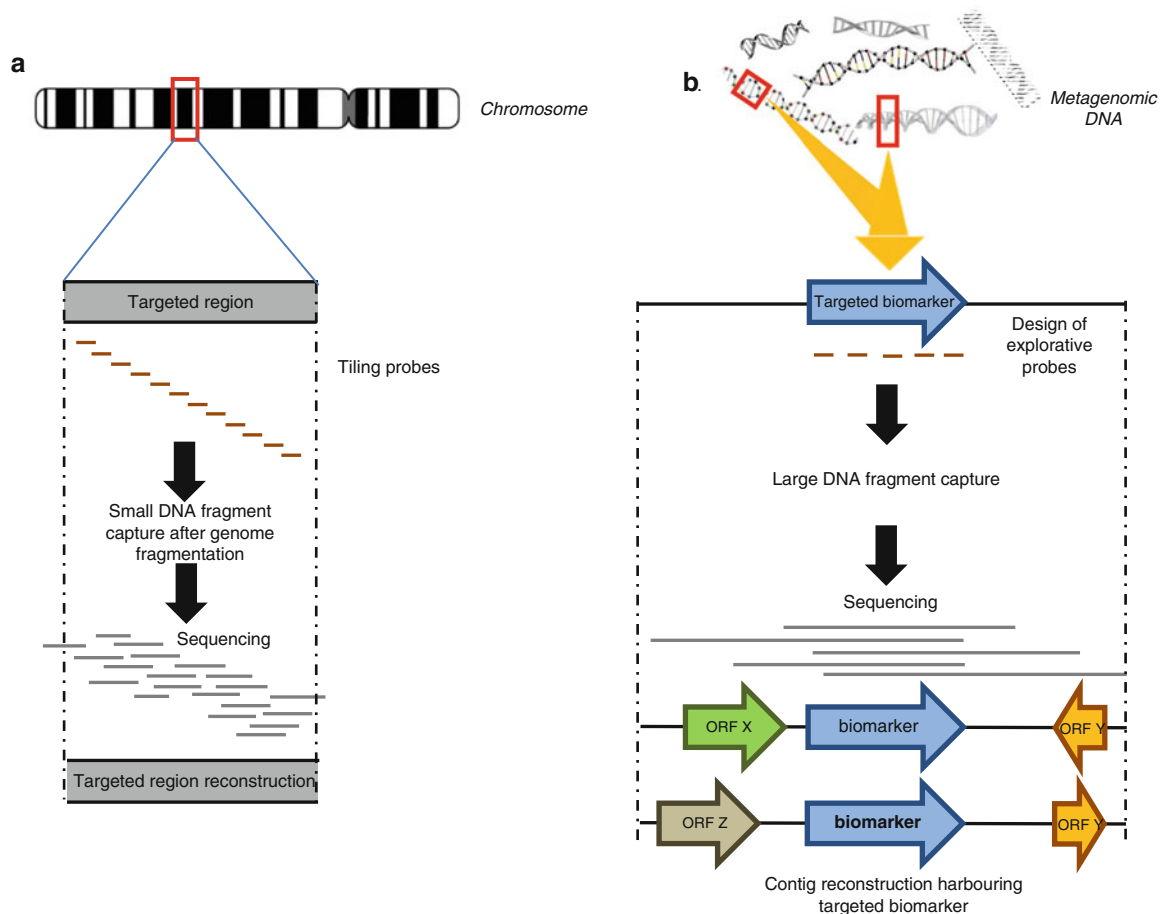 a
Chromosome
Targeted region
Tiling probes
Small DNA fragment
capture after genome
fragmentation
Sequencing
Targeted region reconstruction
b.
Metagenomic
DNA
Targeted biomarker
Design of
explorative
probes
Large DNA fragment capture
Sequencing
ORF X
biomarker
ORF Y
ORF Z
biomarker
ORF Y
Contig reconstruction harbouring
targeted biomarker